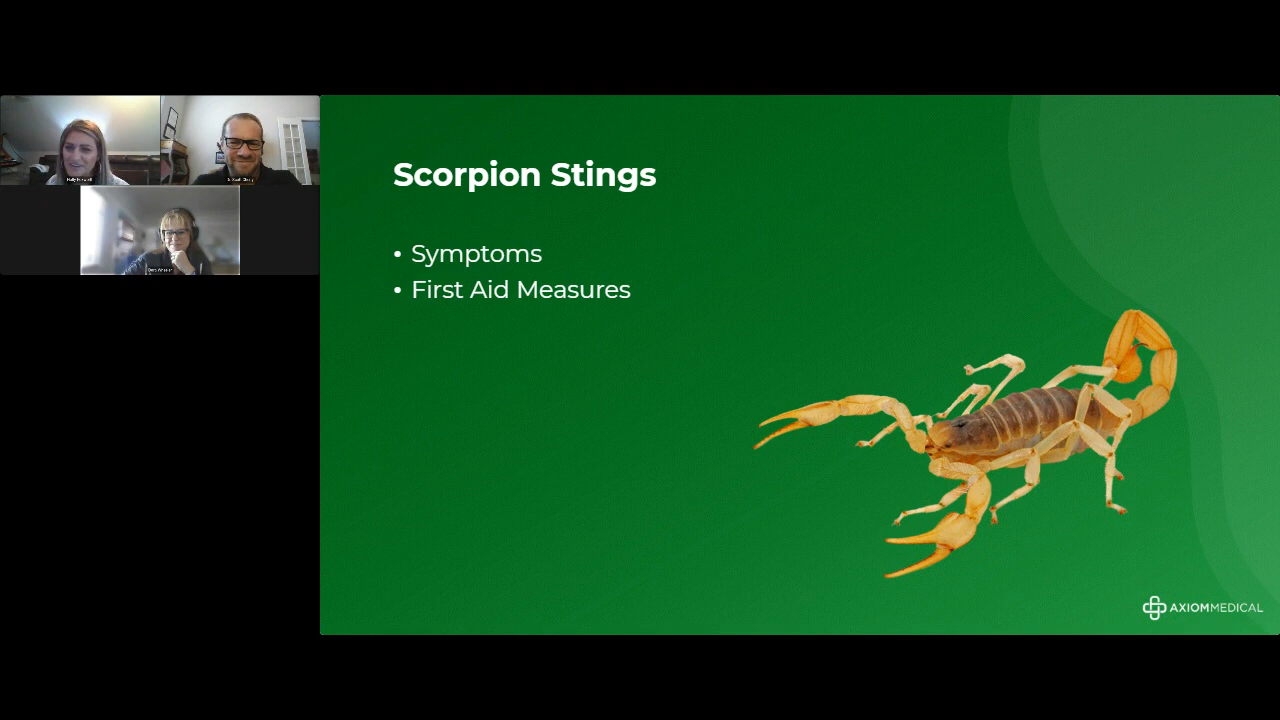 Scorpion Stings
• Symptoms
• First Aid Measures
AXIOMMEDICAL